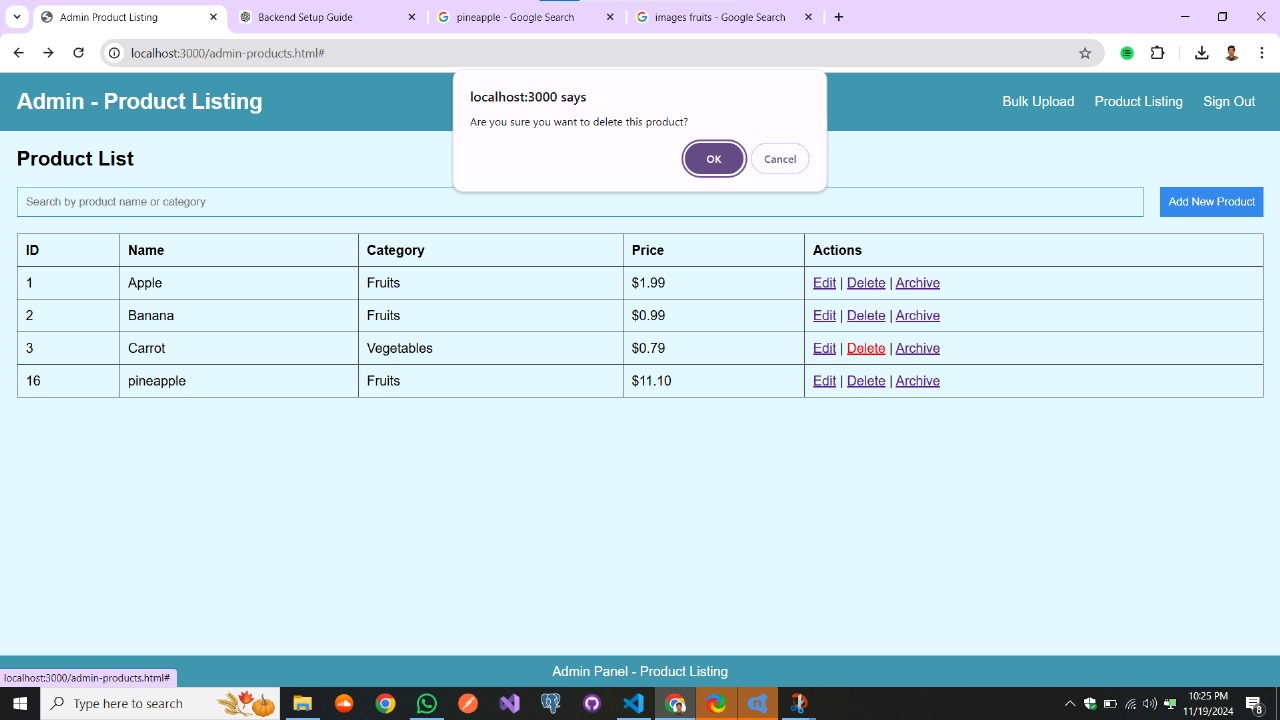 Admin Product Listing
Backend Setup Guide
pineapple - Google Search
images fruits - Google Search
localhost:3000/admin-products.html#
Admin - Product Listing
Bulk Upload
Product Listing
Sign Out
localhost:3000 says
Are you sure you want to delete this product?
OK
Cancel
Product List
Search by product name or category
Add New Product
ID Name Category Price Actions
1 Apple Fruits $1.99 Edit | Delete | Archive
2 Banana Fruits $0.99 Edit | Delete | Archive
3 Carrot Vegetables $0.79 Edit | Delete | Archive
16 pineapple Fruits $11.10 Edit | Delete | Archive
Admin Panel - Product Listing
localhost:3000/admin-products.html#
Type here to search
10:25 PM
11/19/2024
8